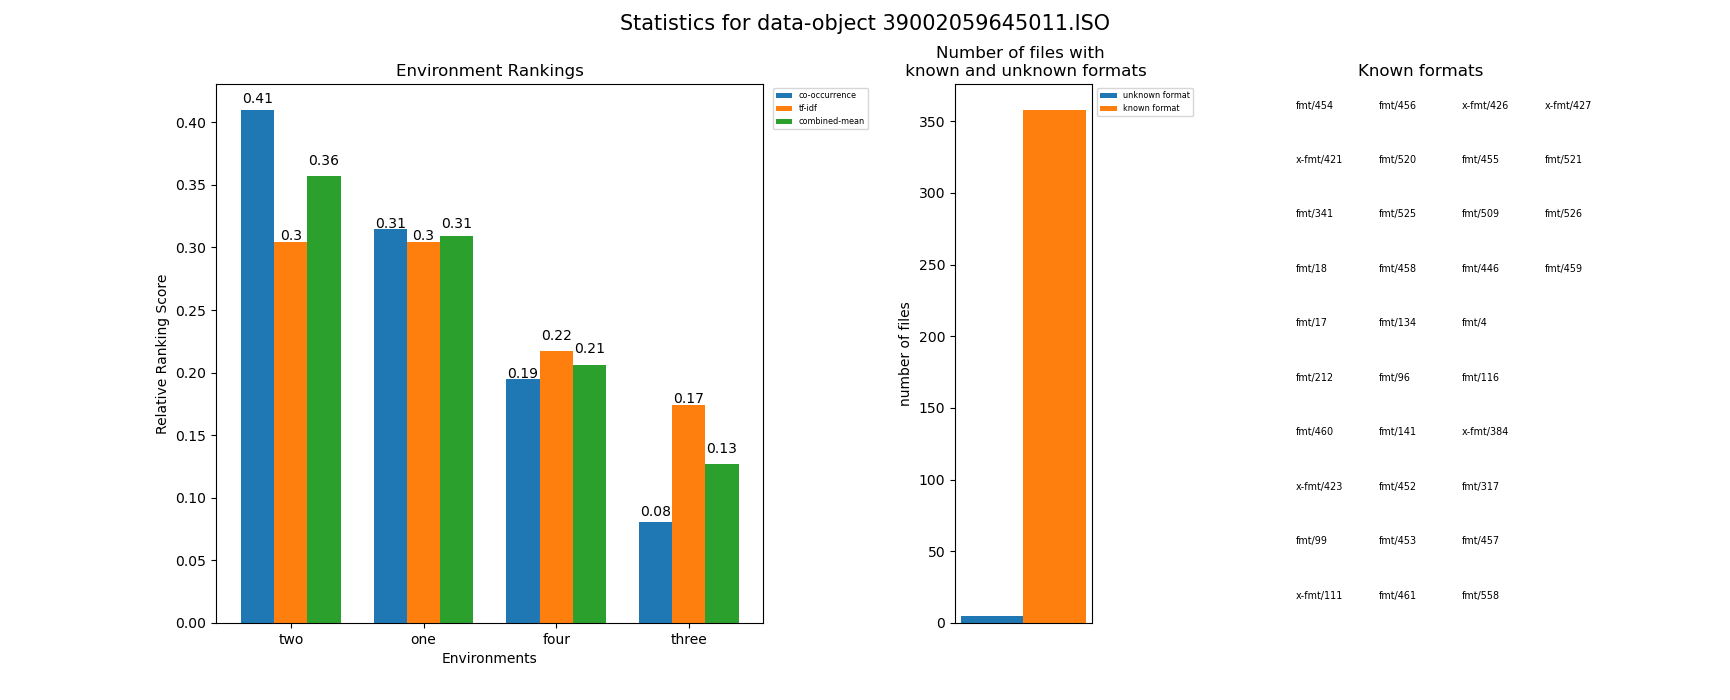 Statistics for data-object 39002059645011.ISO
Environment Rankings
0.41
0.3
0.36
0.31
0.3
0.31
0.19
0.22
0.21
0.08
0.17
0.13
0.40
0.35
0.30
0.25
0.20
0.15
0.10
0.05
0.00
Relative Ranking Score
two one four three
Environments
co-occurrence
tf-idf
combined-mean
Number of files with
known and unknown formats
350
300
250
200
150
100
50
0
number of files
unknown format
known format
Known formats
fmt/454 fmt/456 x-fmt/426 x-fmt/427
x-fmt/421 fmt/520 fmt/455 fmt/521
fmt/341 fmt/525 fmt/509 fmt/526
fmt/18 fmt/458 fmt/446 fmt/459
fmt/17 fmt/134 fmt/4
fmt/212 fmt/96 fmt/116
fmt/460 fmt/141 x-fmt/384
x-fmt/423 fmt/452 fmt/317
fmt/99 fmt/453 fmt/457
x-fmt/111 fmt/461 fmt/558